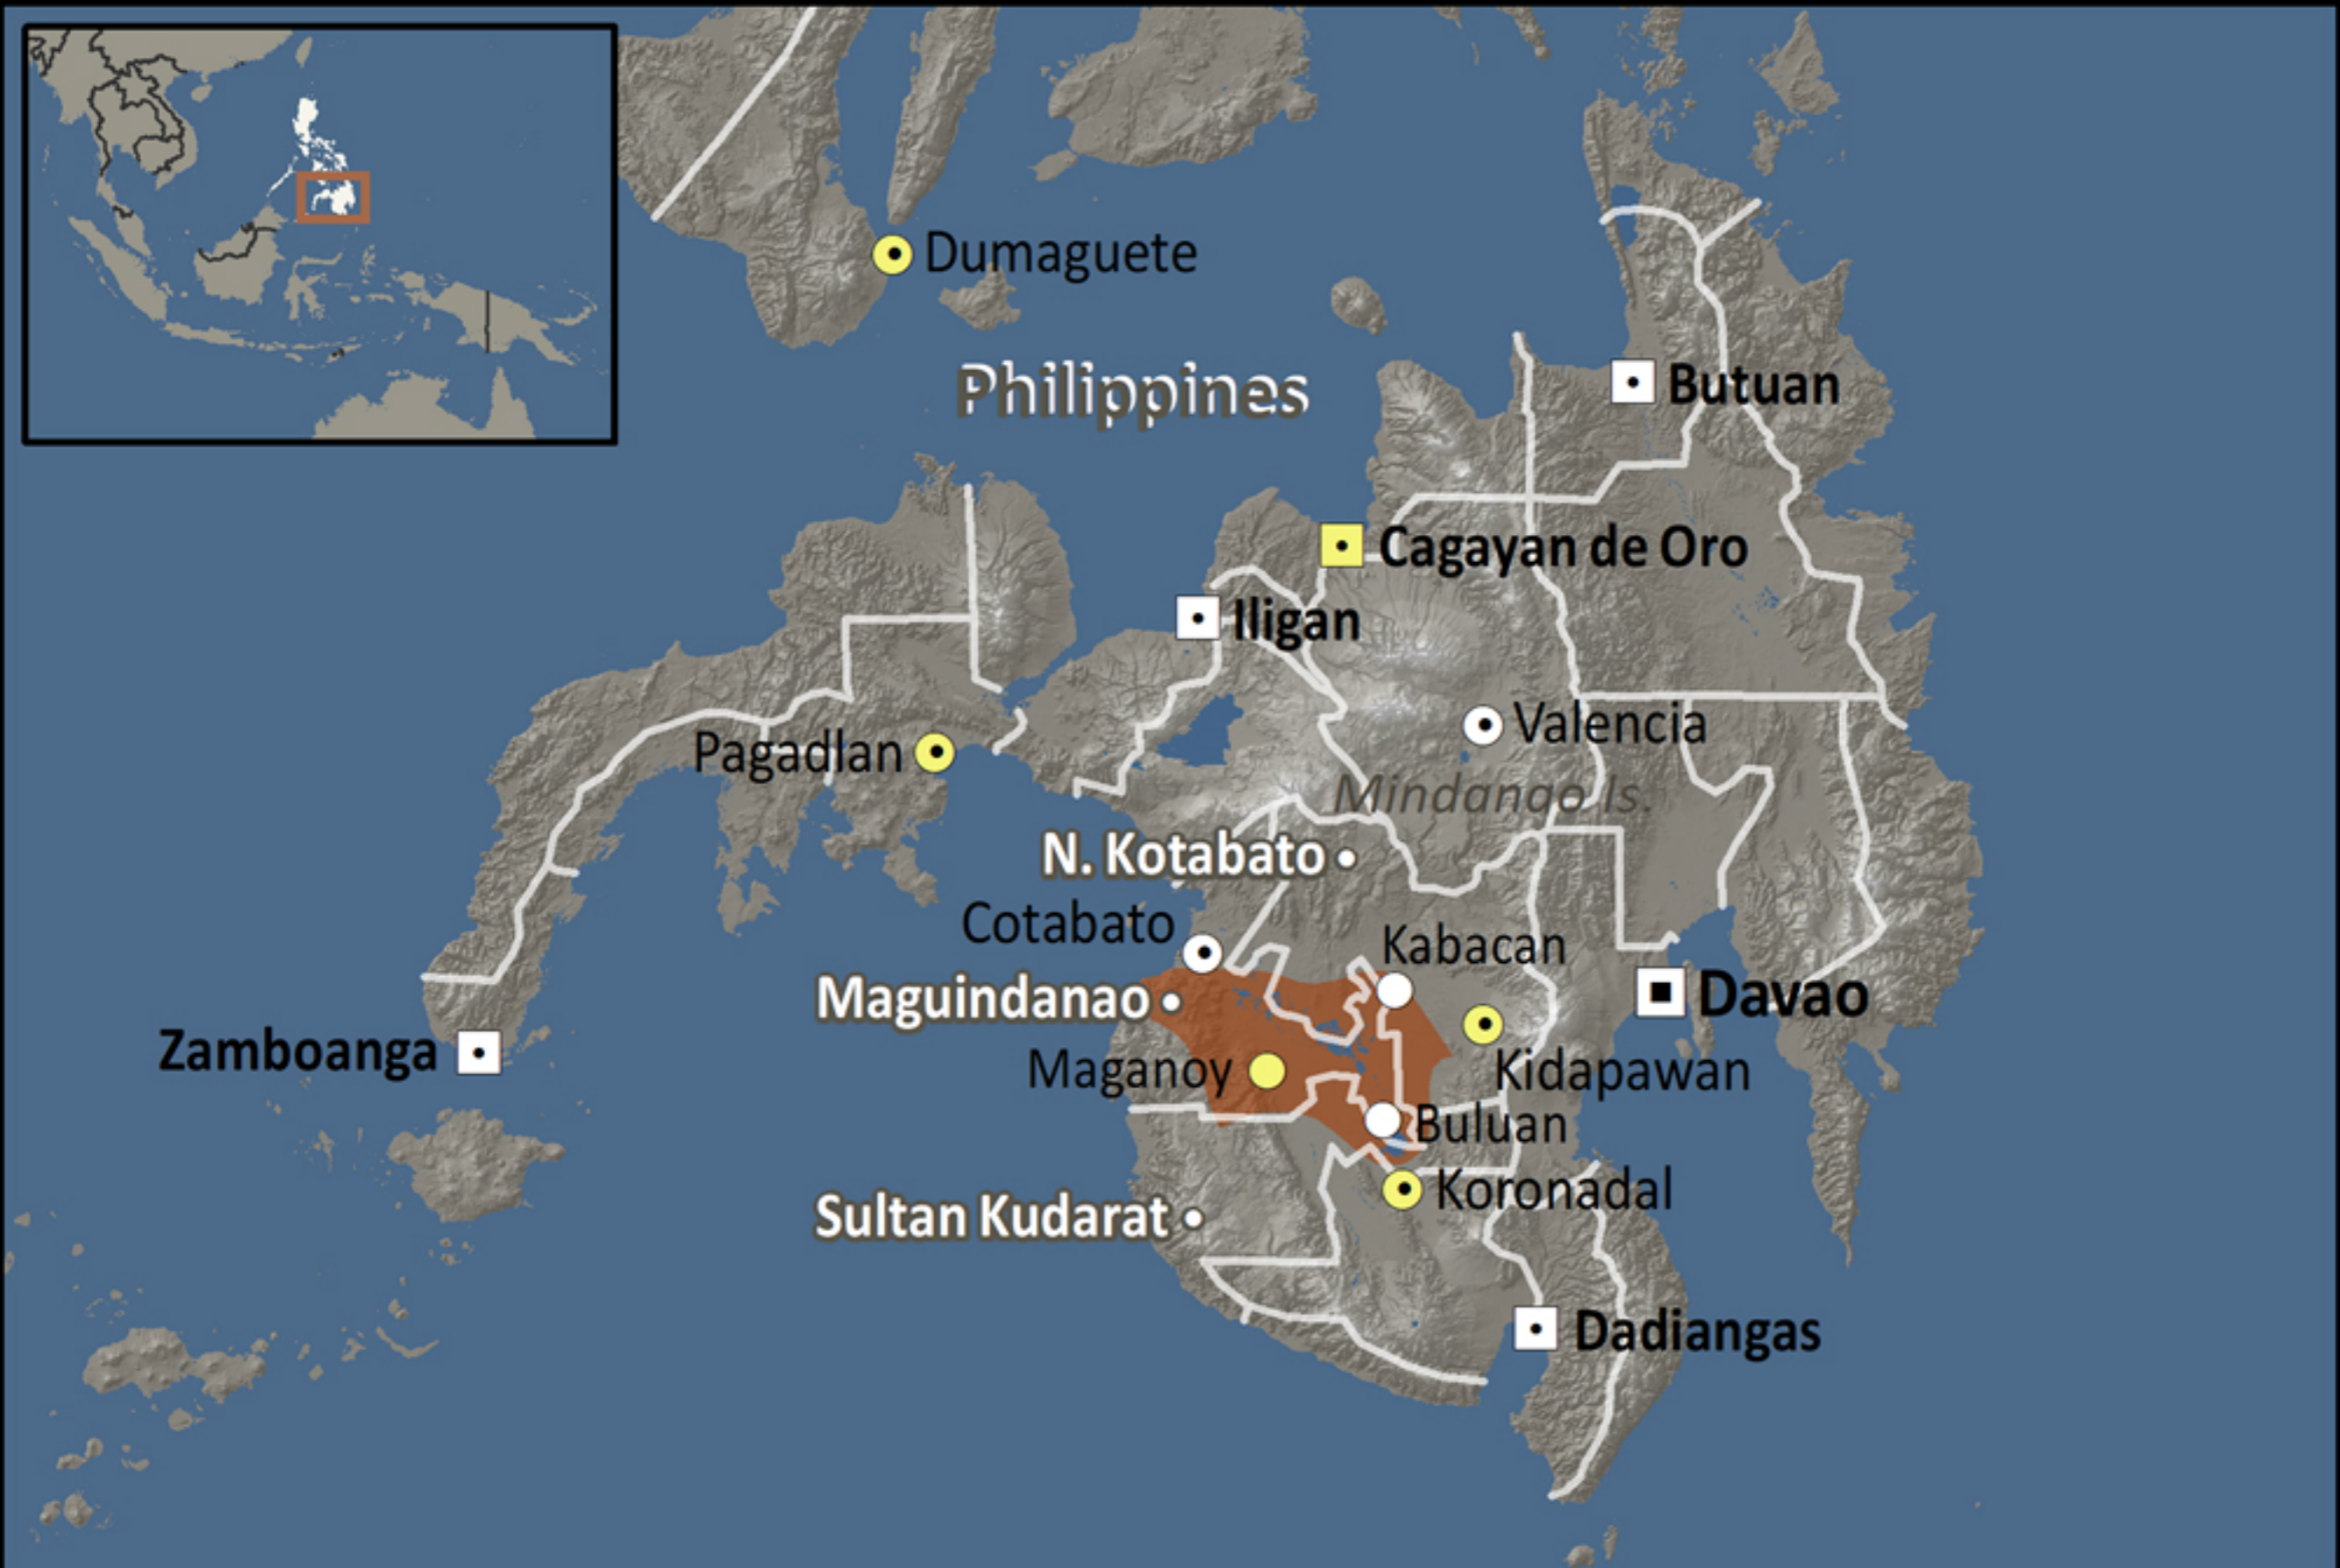 Dumaguete
Philippines
Butuan
Cagayan de Oro
Iligan
Valencia
Pagadlan
Mindanao Is.
N. Kotabato
Cotabato
Kabacan
Maguindanao
Davao
Zamboanga
Maganoy
Kidapawan
Buluan
Koronadal
Sultan Kudarat
Dadiangas